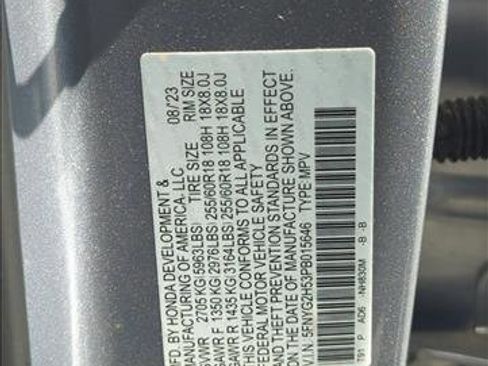 MFD. BY HONDA DEVELOPMENT & 08/23
MANUFACTURING OF AMERICA, LLC
GVWR 2705 KG (5963LBS) TIRE SIZE RIM SIZE
GAWR F 1350 KG (2976LBS) 255/60R18 108H 18X8.0J
GAWR R 1435 KG (3164LBS) 255/60R18 108H 18X8.0J
THIS VEHICLE CONFORMS TO ALL APPLICABLE
FEDERAL MOTOR VEHICLE SAFETY
AND THEFT PREVENTION STANDARDS IN EFFECT
ON THE DATE OF MANUFACTURE SHOWN ABOVE.
V.I.N. 5FNYG2H53PB015646 TYPE:MPV
T91 P AD6 NH830M -B -B